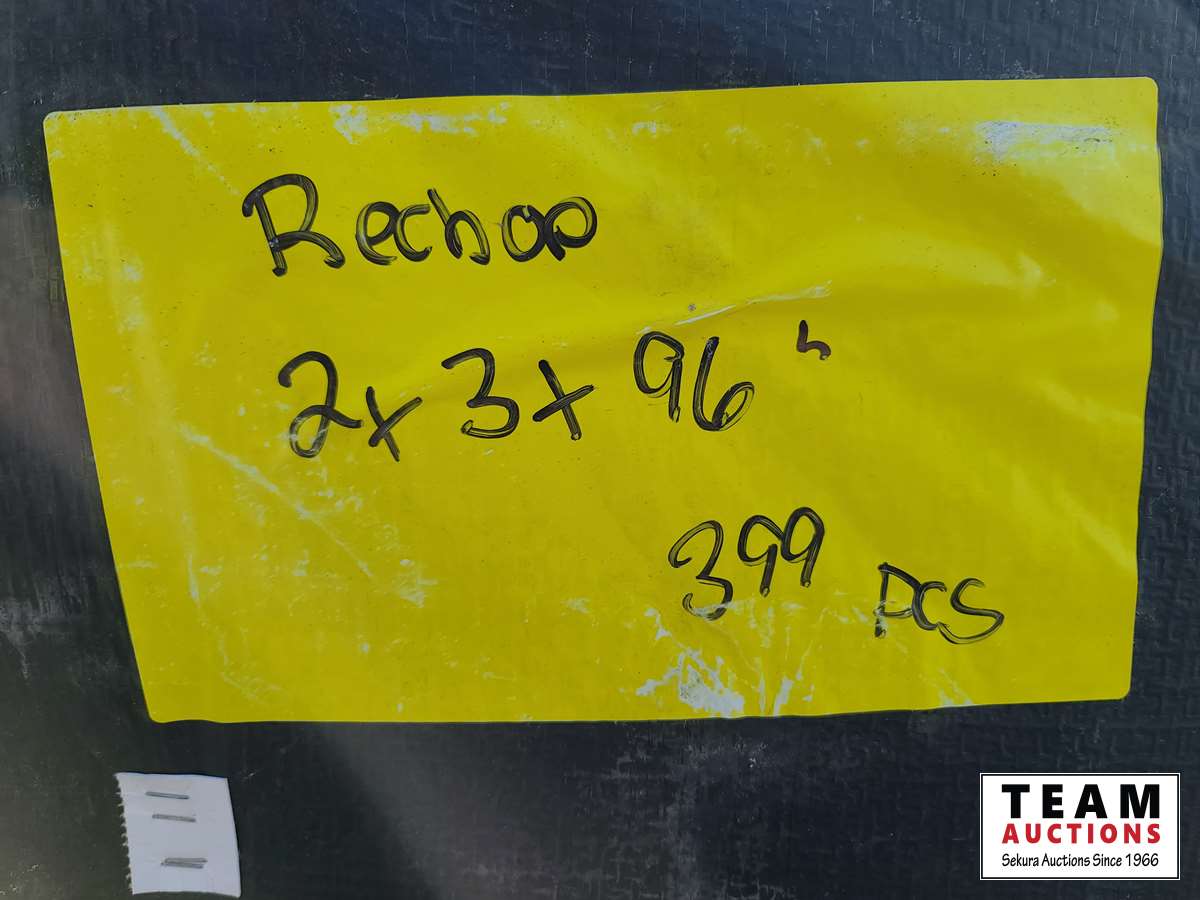 Rechop
2x3x96"
399 pcs
TEAM
AUCTIONS
Sekura Auctions Since 1966